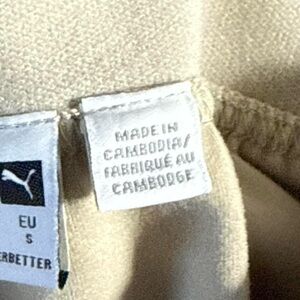 MADE IN
CAMBODIA/
FABRIQUÉ AU
CAMBODGE
EU
S
ERBETTER